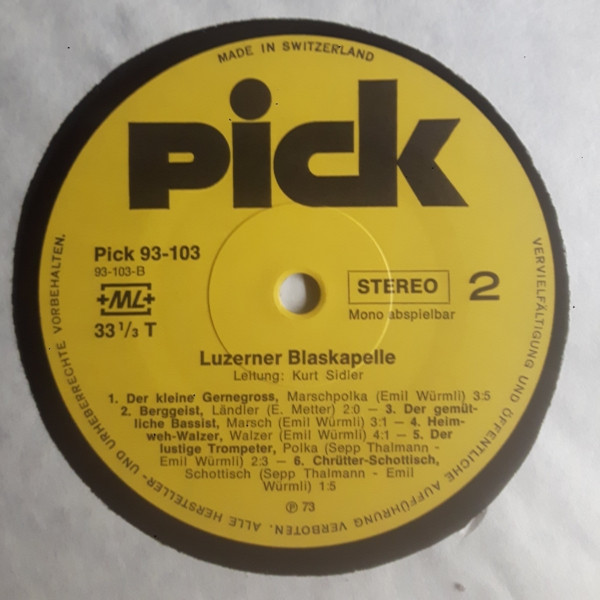 MADE IN SWITZERLAND
pick
Pick 93-103
93-103-B
+ML+
33 1/3 T
STEREO
2
Mono abspielbar
Luzerner Blaskapelle
Leitung: Kurt Sidler
1. Der kleine Gernegross, Marschpolka (Emil Würmli) 3:5
2. Berggeist, Ländler (E. Metter) 2:0 – 3. Der gemüt-
liche Bassist, Marsch (Emil Würmli) 3:1 – 4. Heim-
weh-Walzer, Walzer (Emil Würmli) 4:1 – 5. Der
lustige Trompeter, Polka (Sepp Thalmann -
Emil Würmli) 2:3 – 6. Chrütter-Schottisch,
Schottisch (Sepp Thalmann - Emil
Würmli) 1:5
℗ 73
VERVIELFÄLTIGUNG UND ÖFFENTLICHE AUFFÜHRUNG VERBOTEN. ALLE HERSTELLER- UND URHEBERRECHTE VORBEHALTEN.